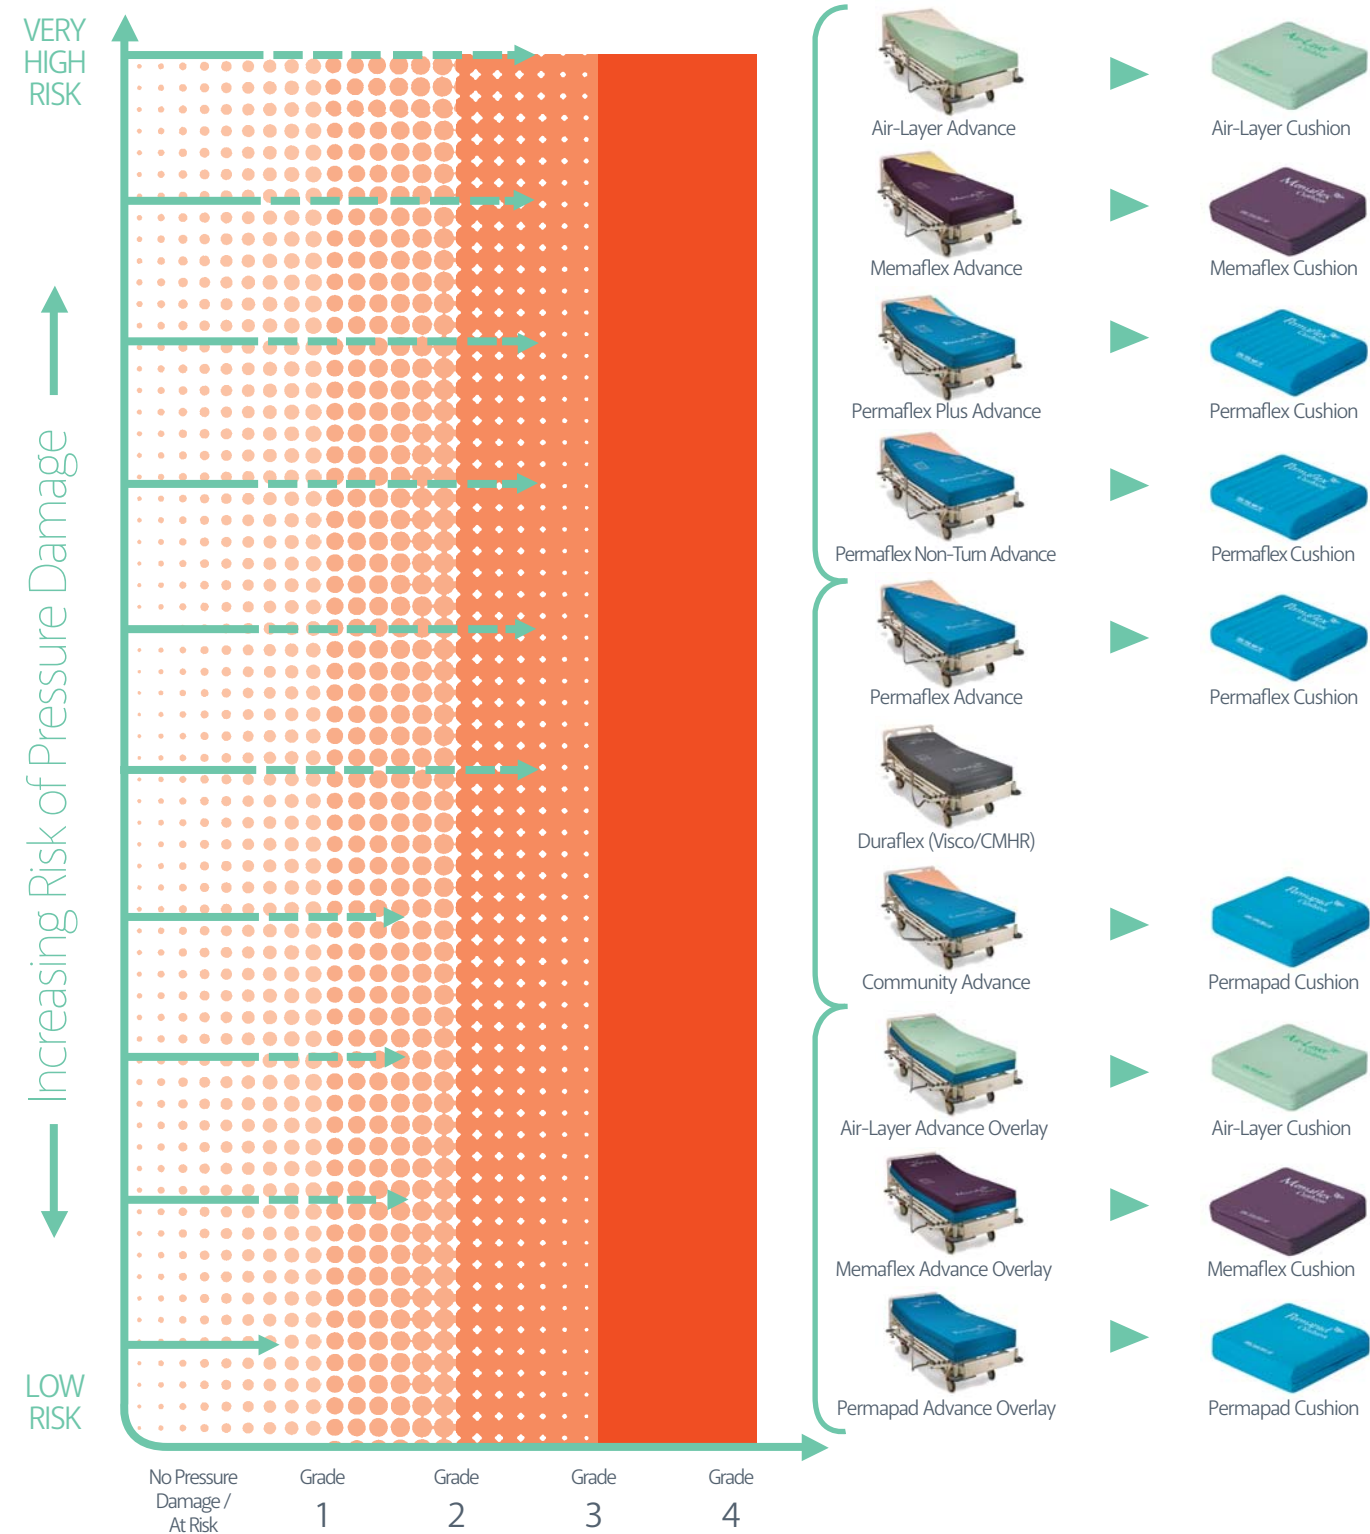 VERY
HIGH
RISK
Increasing Risk of Pressure Damage
LOW
RISK
No Pressure
Damage /
At Risk
Grade
1
Grade
2
Grade
3
Grade
4
Air-Layer Advance
Air-Layer Cushion
Memaflex Advance
Memaflex Cushion
Permaflex Plus Advance
Permaflex Cushion
Permaflex Non-Turn Advance
Permaflex Cushion
Permaflex Advance
Permaflex Cushion
Duraflex (Visco/CMHR)
Community Advance
Permapad Cushion
Air-Layer Advance Overlay
Air-Layer Cushion
Memaflex Advance Overlay
Memaflex Cushion
Permapad Advance Overlay
Permapad Cushion